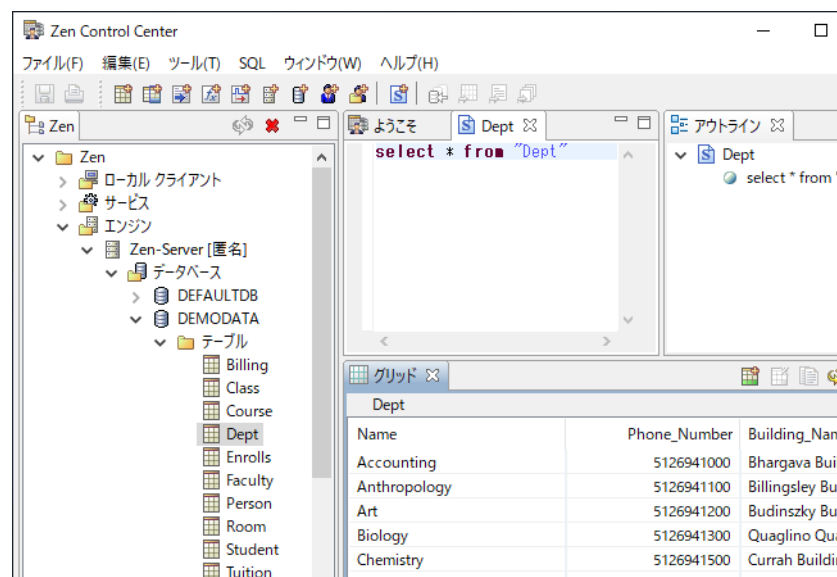 Zen Control Center
ファイル(F) 編集(E) ツール(T) SQL ウィンドウ(W) ヘルプ(H)
Zen
Zen
ローカル クライアント
サービス
エンジン
Zen-Server [匿名]
データベース
DEFAULTDB
DEMODATA
テーブル
Billing
Class
Course
Dept
Enrolls
Faculty
Person
Room
Student
Tuition
ようこそ
Dept
select * from "Dept"
アウトライン
Dept
select * from "
グリッド
Dept
Name Phone_Number Building_Nam
Accounting 5126941000 Bhargava Bui
Anthropology 5126941100 Billingsley Bu
Art 5126941200 Budinszky Bu
Biology 5126941300 Quaglino Qua
Chemistry 5126941500 Currah Buildin